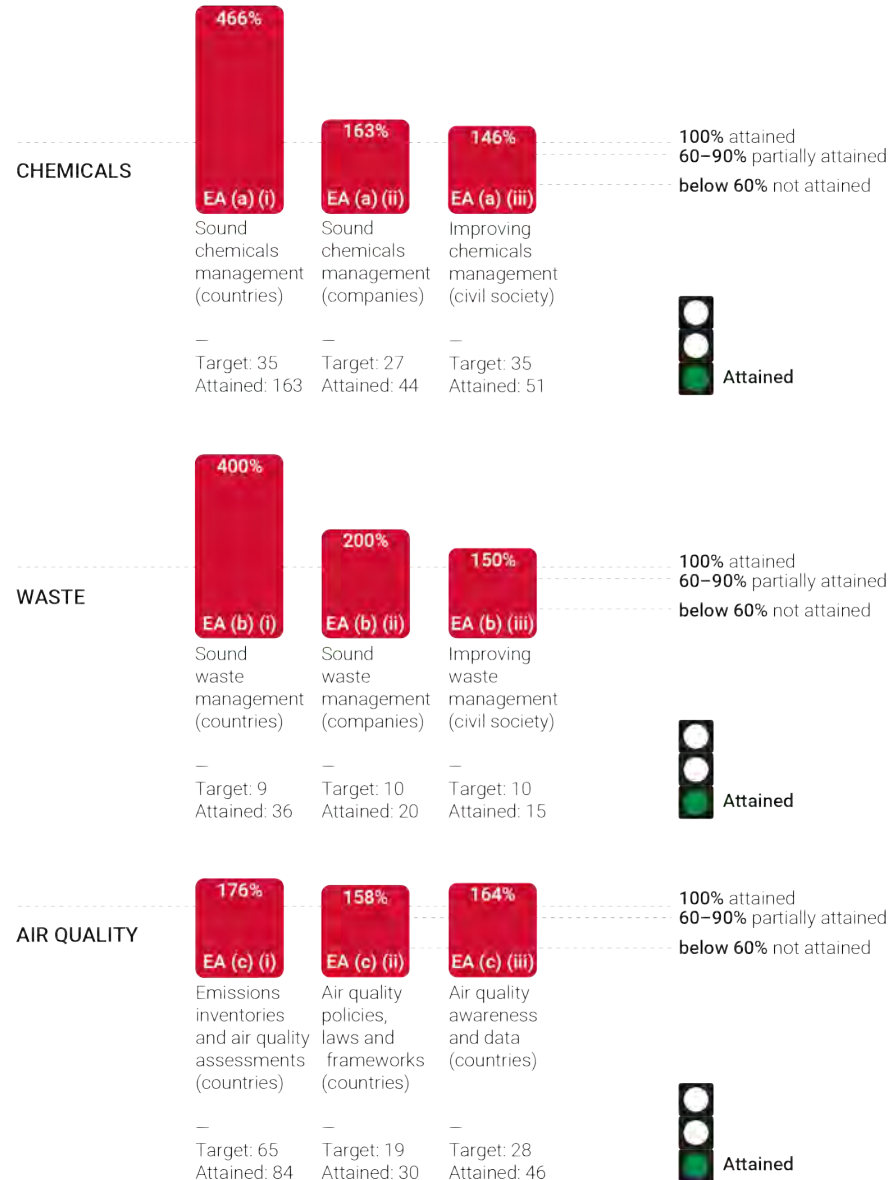 466%
163%
146%
100% attained
60–90% partially attained
below 60% not attained
CHEMICALS
EA (a) (i)
EA (a) (ii)
EA (a) (iii)
Sound
chemicals
management
(countries)
—
Target: 35
Attained: 163
Sound
chemicals
management
(companies)
—
Target: 27
Attained: 44
Improving
chemicals
management
(civil society)
—
Target: 35
Attained: 51
Attained
400%
200%
150%
100% attained
60–90% partially attained
below 60% not attained
WASTE
EA (b) (i)
EA (b) (ii)
EA (b) (iii)
Sound
waste
management
(countries)
—
Target: 9
Attained: 36
Sound
waste
management
(companies)
—
Target: 10
Attained: 20
Improving
waste
management
(civil society)
—
Target: 10
Attained: 15
Attained
176%
158%
164%
100% attained
60–90% partially attained
below 60% not attained
AIR QUALITY
EA (c) (i)
EA (c) (ii)
EA (c) (iii)
Emissions
inventories
and air quality
assessments
(countries)
—
Target: 65
Attained: 84
Air quality
policies,
laws and
frameworks
(countries)
—
Target: 19
Attained: 30
Air quality
awareness
and data
(countries)
—
Target: 28
Attained: 46
Attained